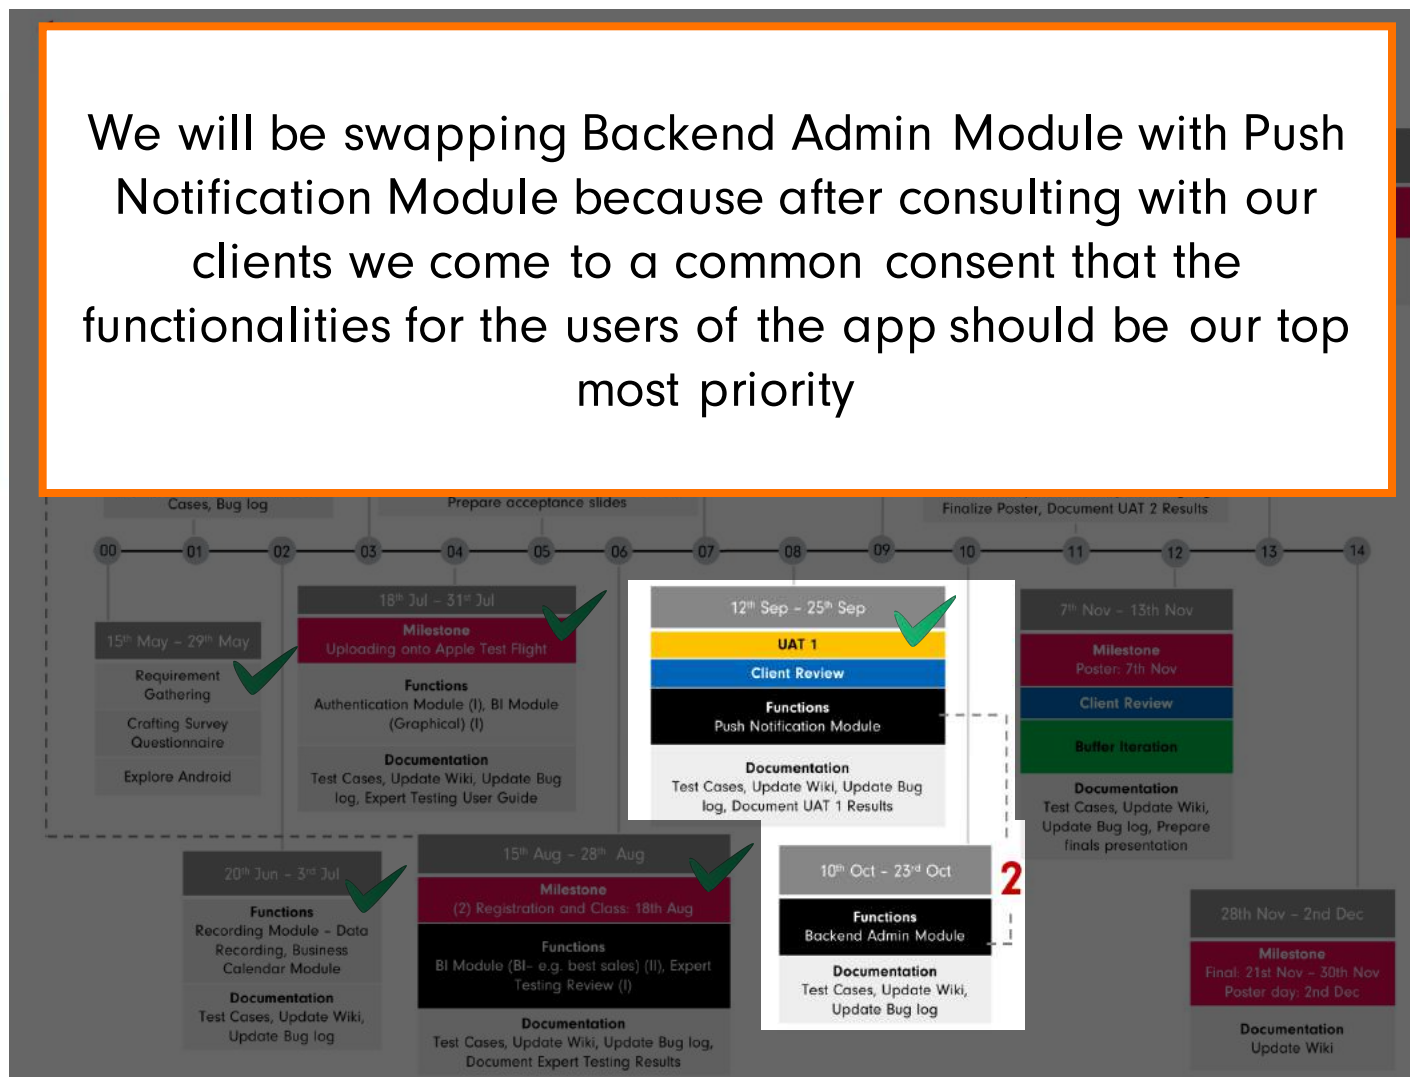 We will be swapping Backend Admin Module with Push
Notification Module because after consulting with our
clients we come to a common consent that the
functionalities for the users of the app should be our top
most priority
Cases, Bug log
Prepare acceptance slides
Finalize Poster, Document UAT 2 Results
00
01
02
03
04
05
06
07
08
09
10
11
12
13
14
15th May – 29th May
Requirement
Gathering
Crafting Survey
Questionnaire
Explore Android
18th Jul – 31st Jul
Milestone
Uploading onto Apple Test Flight
Functions
Authentication Module (I), BI Module
(Graphical) (I)
Documentation
Test Cases, Update Wiki, Update Bug
log, Expert Testing User Guide
12th Sep – 25th Sep
UAT 1
Client Review
Functions
Push Notification Module
Documentation
Test Cases, Update Wiki, Update Bug
log, Document UAT 1 Results
7th Nov – 13th Nov
Milestone
Poster: 7th Nov
Client Review
Buffer Iteration
Documentation
Test Cases, Update Wiki,
Update Bug log, Prepare
finals presentation
20th Jun – 3rd Jul
Functions
Recording Module – Data
Recording, Business
Calendar Module
Documentation
Test Cases, Update Wiki,
Update Bug log
15th Aug – 28th Aug
Milestone
(2) Registration and Class: 18th Aug
Functions
BI Module (BI– e.g. best sales) (II), Expert
Testing Review (I)
Documentation
Test Cases, Update Wiki, Update Bug log,
Document Expert Testing Results
10th Oct – 23rd Oct
2
Functions
Backend Admin Module
Documentation
Test Cases, Update Wiki,
Update Bug log
28th Nov – 2nd Dec
Milestone
Final: 21st Nov – 30th Nov
Poster day: 2nd Dec
Documentation
Update Wiki